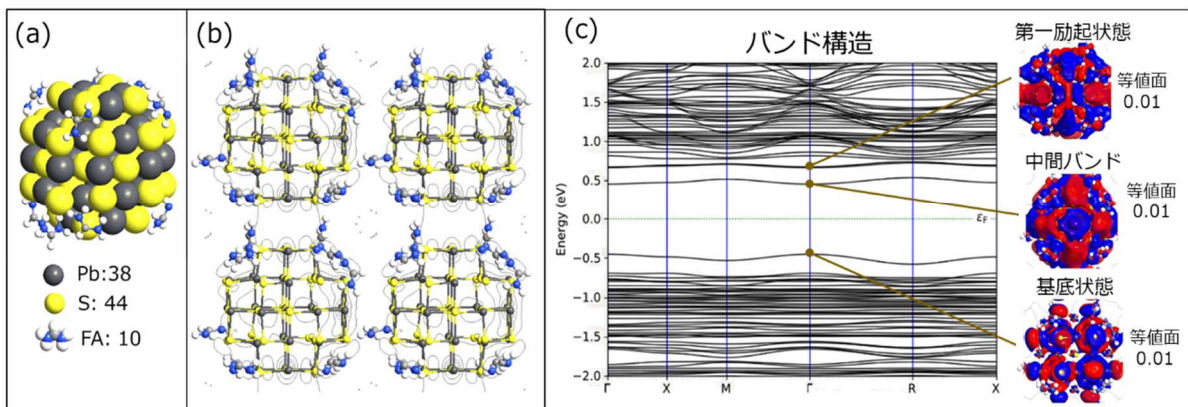 (a)
Pb:38
S: 44
FA: 10
(b)
(c)
バンド構造
Energy (eV)
2.0
1.5
1.0
0.5
0.0
−0.5
−1.0
−1.5
−2.0
Γ X M Γ R X
εF
第一励起状態
等値面
0.01
中間バンド
等値面
0.01
基底状態
等値面
0.01